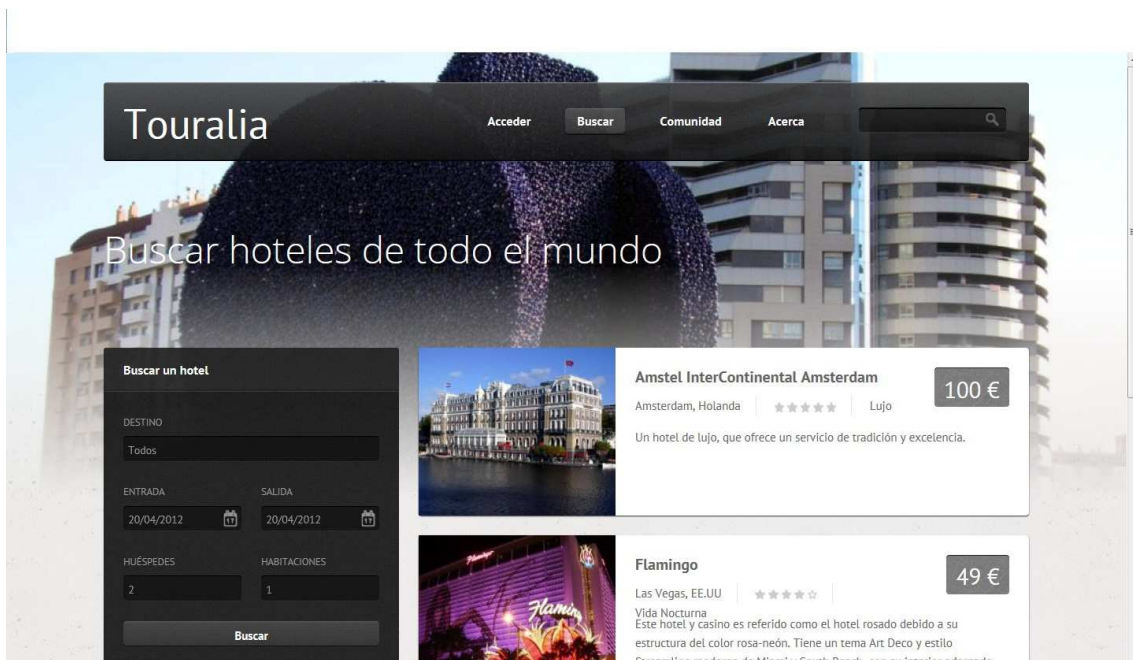 Touralia
Acceder
Buscar
Comunidad
Acerca
Buscar hoteles de todo el mundo
Buscar un hotel
DESTINO
Todos
ENTRADA
SALIDA
20/04/2012
20/04/2012
HUÉSPEDES
HABITACIONES
2
1
Buscar
Amstel InterContinental Amsterdam
100 €
Amsterdam, Holanda
Lujo
Un hotel de lujo, que ofrece un servicio de tradición y excelencia.
Flamingo
Flamingo
49 €
Las Vegas, EE.UU
Vida Nocturna
Este hotel y casino es referido como el hotel rosado debido a su
estructura del color rosa-neón. Tiene un tema Art Deco y estilo